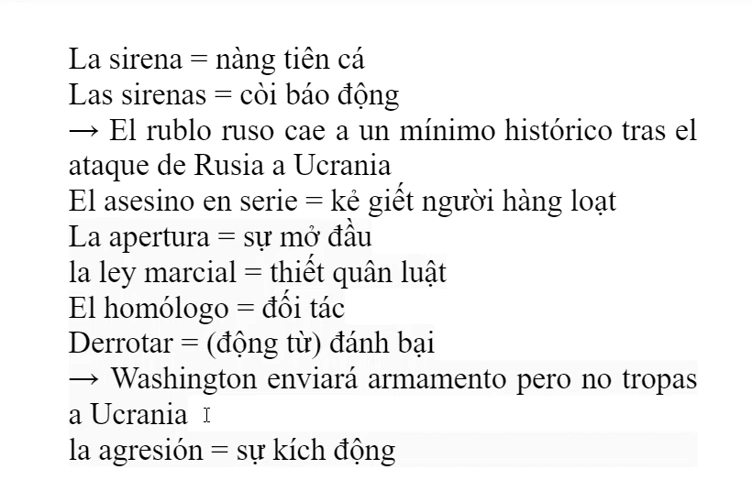 La sirena = nàng tiên cá
Las sirenas = còi báo động
→ El rublo ruso cae a un mínimo histórico tras el
ataque de Rusia a Ucrania
El asesino en serie = kẻ giết người hàng loạt
La apertura = sự mở đầu
la ley marcial = thiết quân luật
El homólogo = đối tác
Derrotar = (động từ) đánh bại
→ Washington enviará armamento pero no tropas
a Ucrania
la agresión = sự kích động